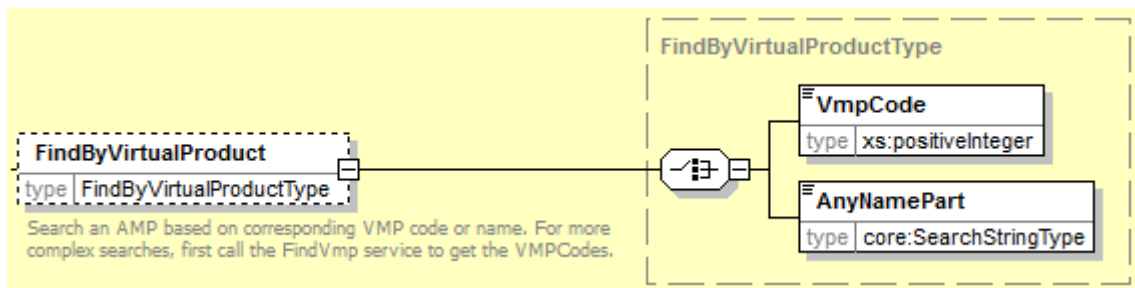 FindByVirtualProductType
VmpCode
type xs:positiveInteger
FindByVirtualProduct
type FindByVirtualProductType
AnyNamePart
type core:SearchStringType
Search an AMP based on corresponding VMP code or name. For more
complex searches, first call the FindVmp service to get the VMPCodes.